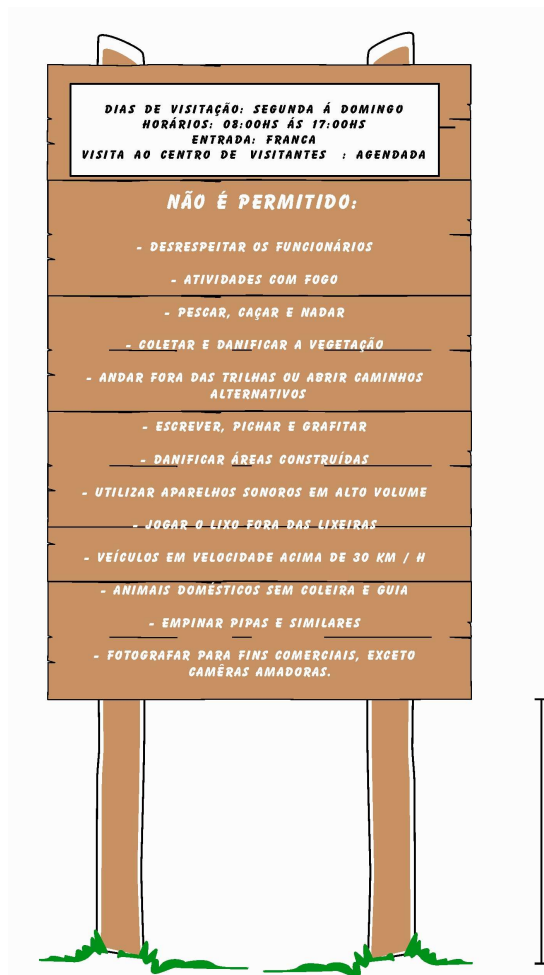 DIAS DE VISITAÇÃO: SEGUNDA Á DOMINGO
HORÁRIOS: 08:00HS ÁS 17:00HS
ENTRADA: FRANCA
VISITA AO CENTRO DE VISITANTES : AGENDADA
NÃO É PERMITIDO:
- DESRESPEITAR OS FUNCIONÁRIOS
- ATIVIDADES COM FOGO
- PESCAR, CAÇAR E NADAR
- COLETAR E DANIFICAR A VEGETAÇÃO
- ANDAR FORA DAS TRILHAS OU ABRIR CAMINHOS
ALTERNATIVOS
- ESCREVER, PICHAR E GRAFITAR
- DANIFICAR ÁREAS CONSTRUÍDAS
- UTILIZAR APARELHOS SONOROS EM ALTO VOLUME
- JOGAR O LIXO FORA DAS LIXEIRAS
- VEÍCULOS EM VELOCIDADE ACIMA DE 30 KM / H
- ANIMAIS DOMÉSTICOS SEM COLEIRA E GUIA
- EMPINAR PIPAS E SIMILARES
- FOTOGRAFAR PARA FINS COMERCIAIS, EXCETO
CAMÊRAS AMADORAS.